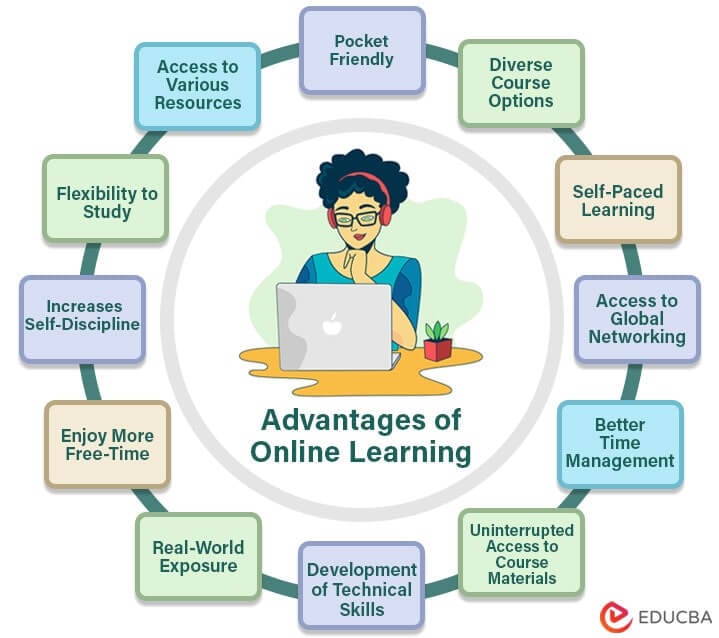 Pocket
Friendly
Diverse
Course
Options
Self-Paced
Learning
Access to
Global
Networking
Better
Time
Management
Uninterrupted
Access to
Course
Materials
Development
of Technical
Skills
Real-World
Exposure
Enjoy More
Free-Time
Increases
Self-Discipline
Flexibility to
Study
Access to
Various
Resources
Advantages of
Online Learning
EDUCBA